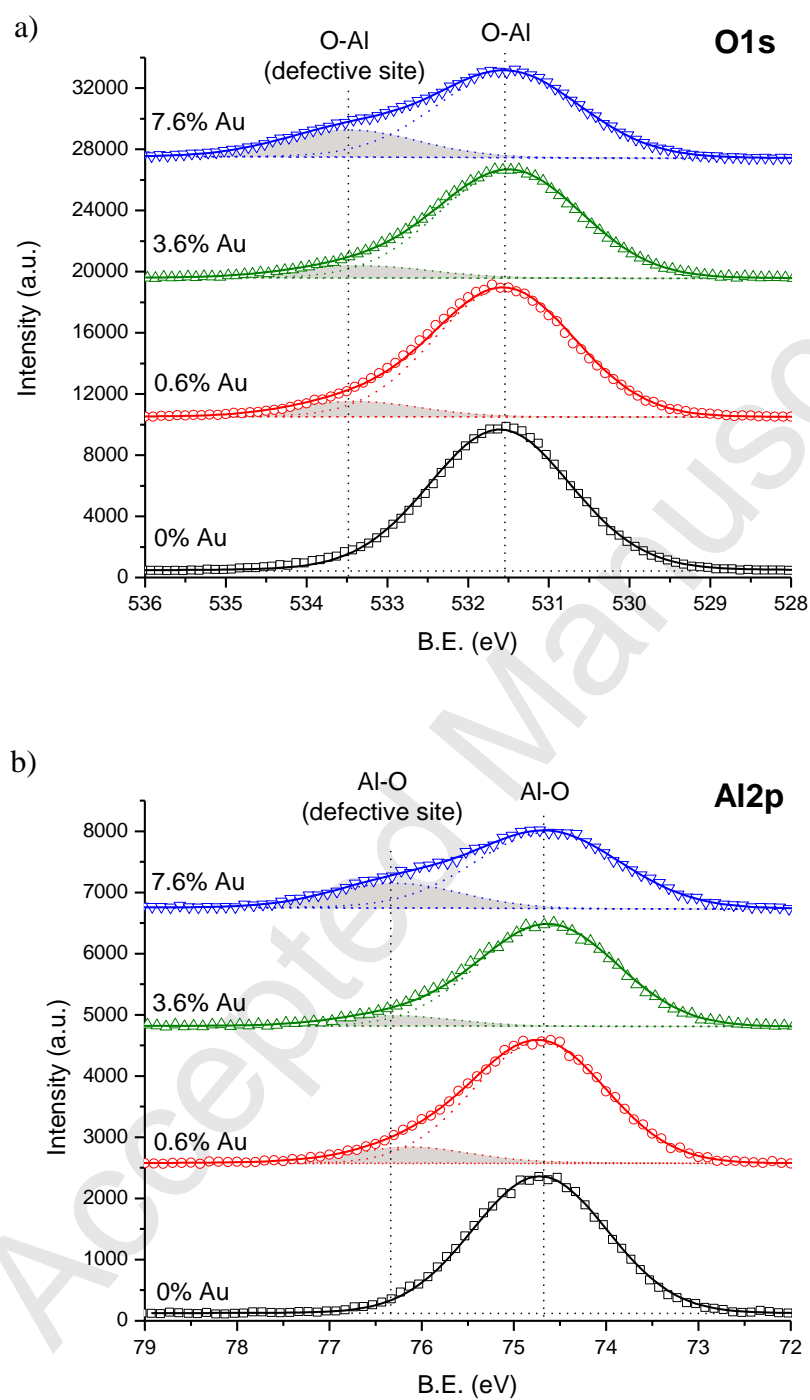 a)
O-Al
(defective site)
O-Al
O1s
32000
28000
24000
20000
16000
12000
8000
4000
0
7.6% Au
3.6% Au
0.6% Au
0% Au
Intensity (a.u.)
536 535 534 533 532 531 530 529 528
B.E. (eV)
b)
Al-O
(defective site)
Al-O
Al2p
8000
7000
6000
5000
4000
3000
2000
1000
0
7.6% Au
3.6% Au
0.6% Au
0% Au
Intensity (a.u.)
79 78 77 76 75 74 73 72
B.E. (eV)
Accepted Manusc